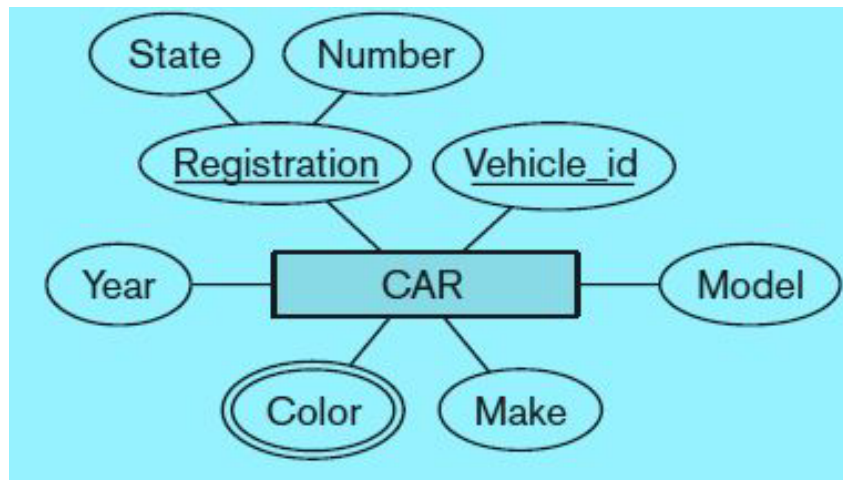 State
Number
Registration
Vehicle_id
Year
CAR
Model
Color
Make